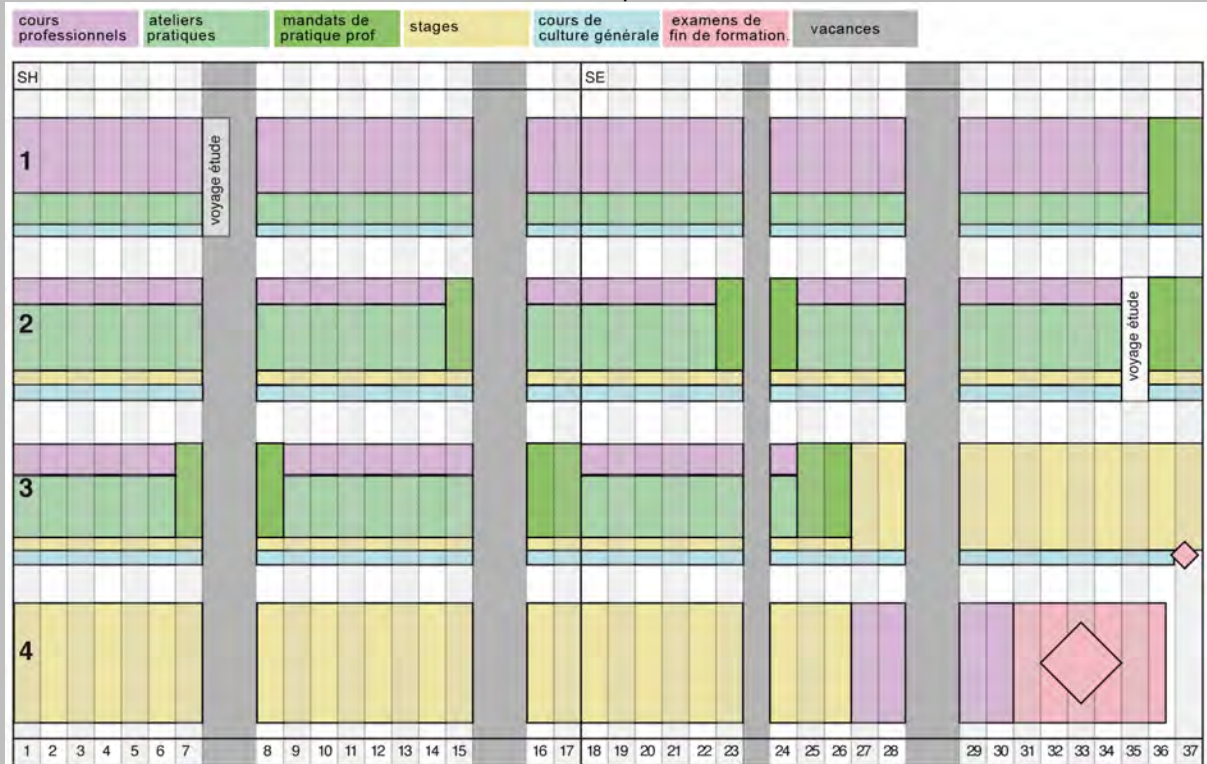 cours
professionnels
ateliers
pratiques
mandats de
pratique prof
stages
cours de
culture générale
examens de
fin de formation.
vacances
SH
SE
1
voyage étude
2
voyage étude
3
4
1 2 3 4 5 6 7 8 9 10 11 12 13 14 15 16 17 18 19 20 21 22 23 24 25 26 27 28 29 30 31 32 33 34 35 36 37